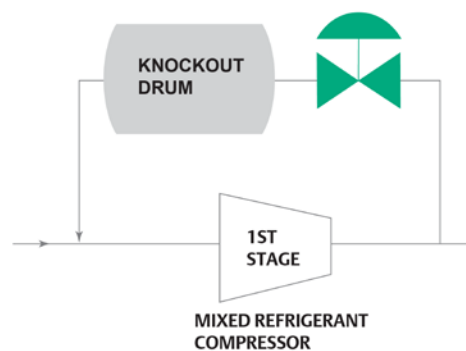 KNOCKOUT
DRUM
1ST
STAGE
MIXED REFRIGERANT
COMPRESSOR